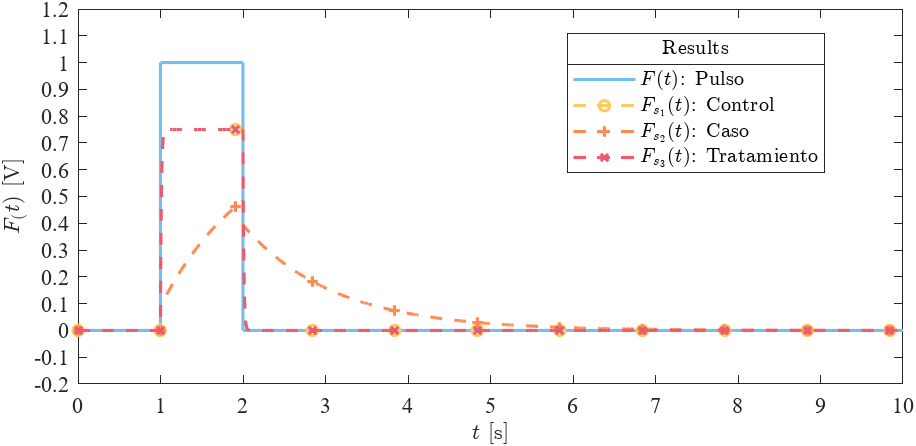 1.2
1.1
1
0.9
0.8
0.7
0.6
0.5
0.4
0.3
0.2
0.1
0
-0.1
-0.2
F(t) [V]
Results
F(t): Pulso
Fs₁(t): Control
Fs₂(t): Caso
Fs₃(t): Tratamiento
0 1 2 3 4 5 6 7 8 9 10
t [s]